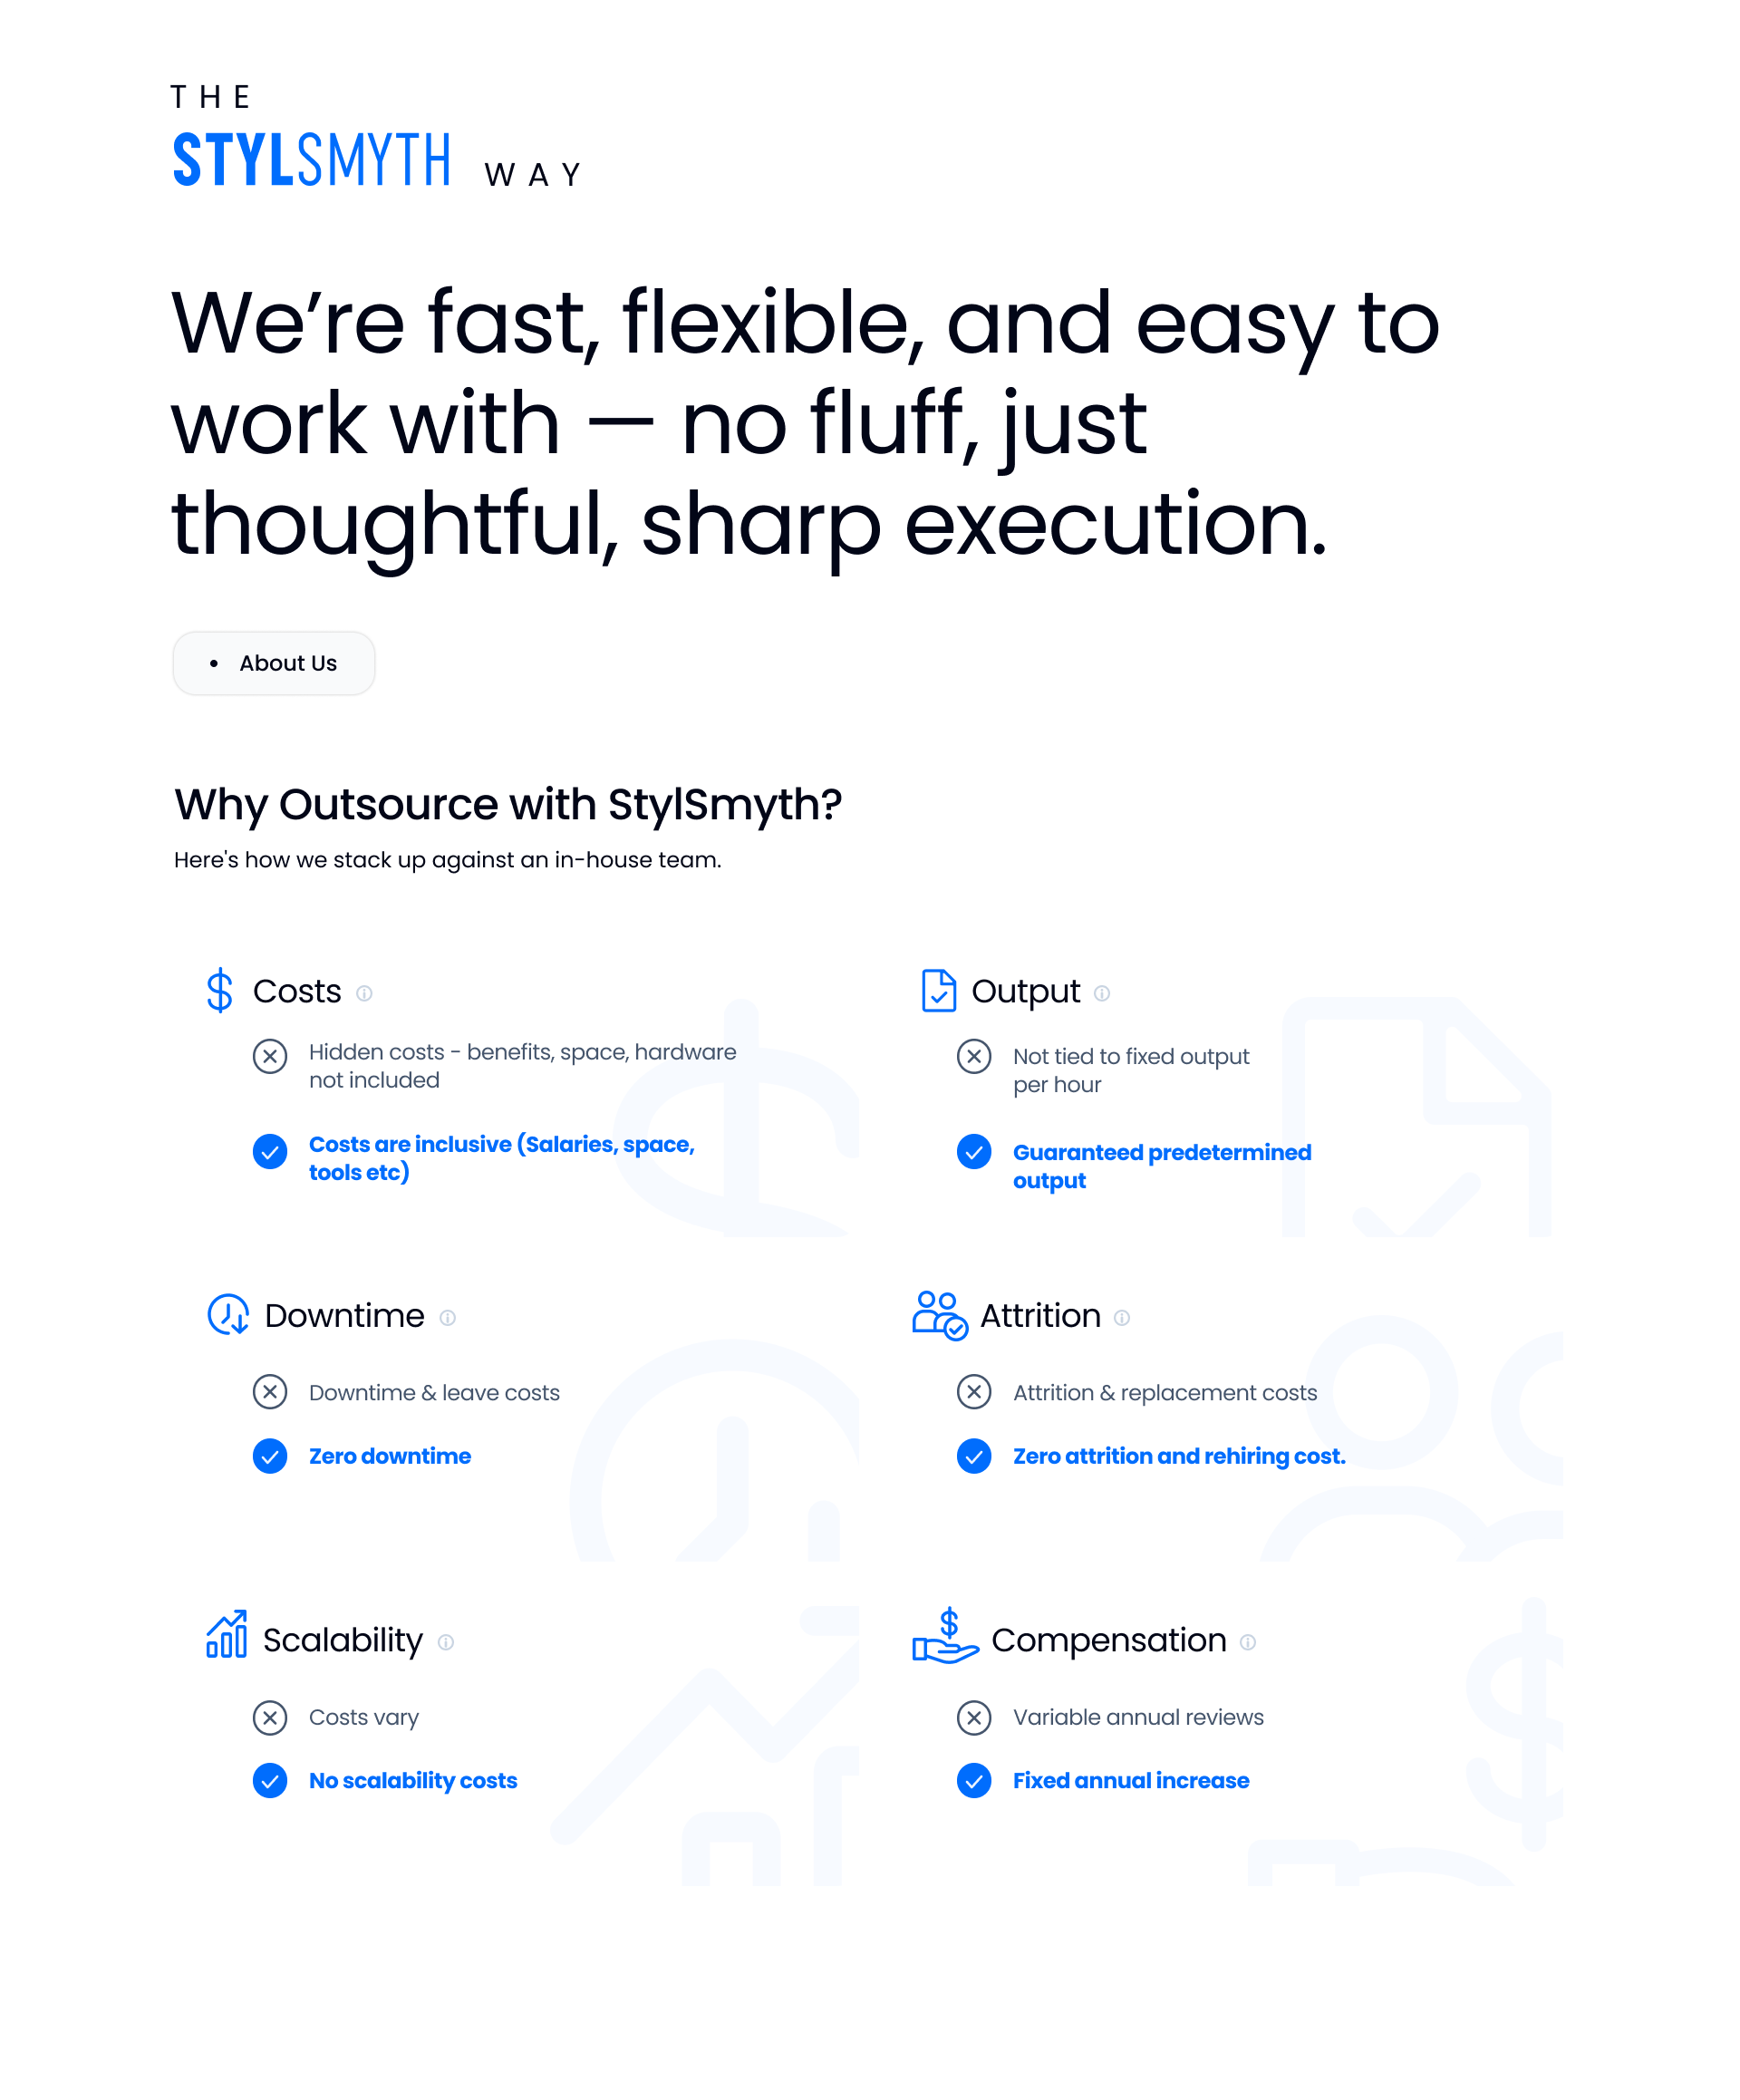 THE
STYLSMYTH WAY
We’re fast, flexible, and easy to
work with — no fluff, just
thoughtful, sharp execution.
• About Us
Why Outsource with StylSmyth?
Here's how we stack up against an in-house team.
Costs
Hidden costs - benefits, space, hardware
not included
Costs are inclusive (Salaries, space,
tools etc)
Output
Not tied to fixed output
per hour
Guaranteed predetermined
output
Downtime
Downtime & leave costs
Zero downtime
Attrition
Attrition & replacement costs
Zero attrition and rehiring cost.
Scalability
Costs vary
No scalability costs
Compensation
Variable annual reviews
Fixed annual increase